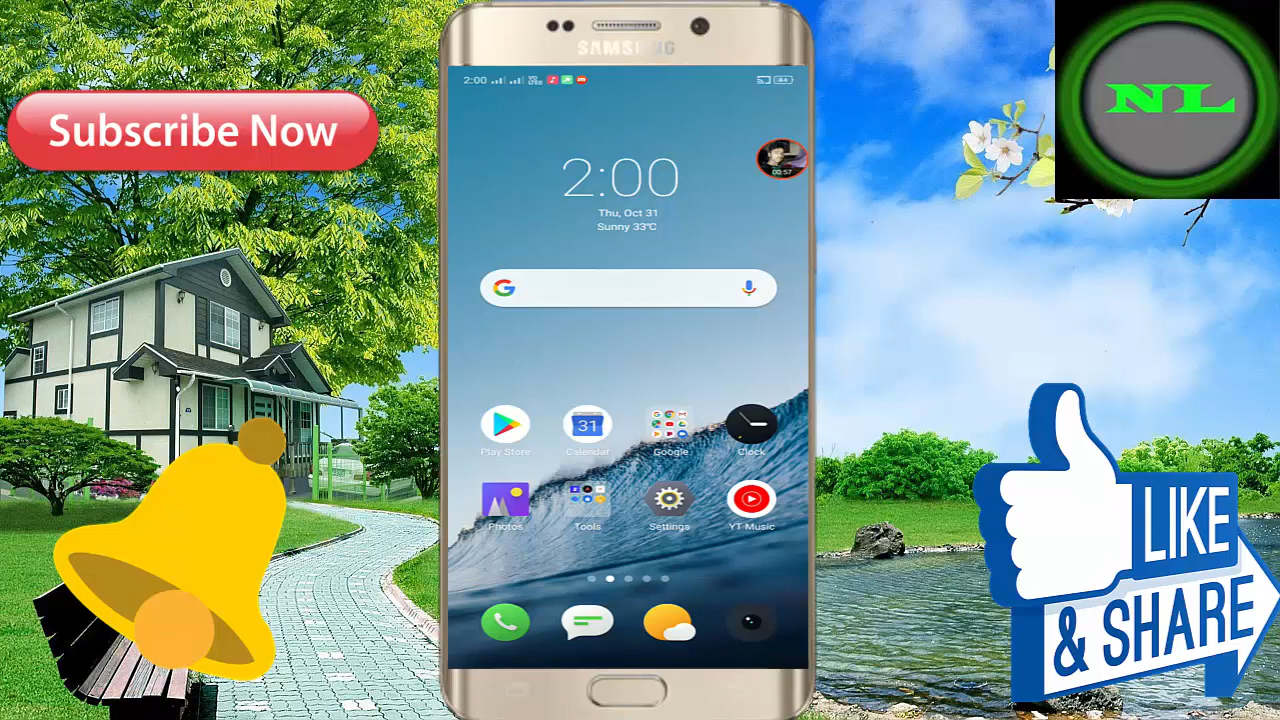 SAMSUNG
2:00
Subscribe Now
NL
2:00
00:57
Thu, Oct 31
Sunny 33℃
Play Store
31
Calendar
Google
Clock
Photos
Tools
Settings
YT Music
LIKE
& SHARE